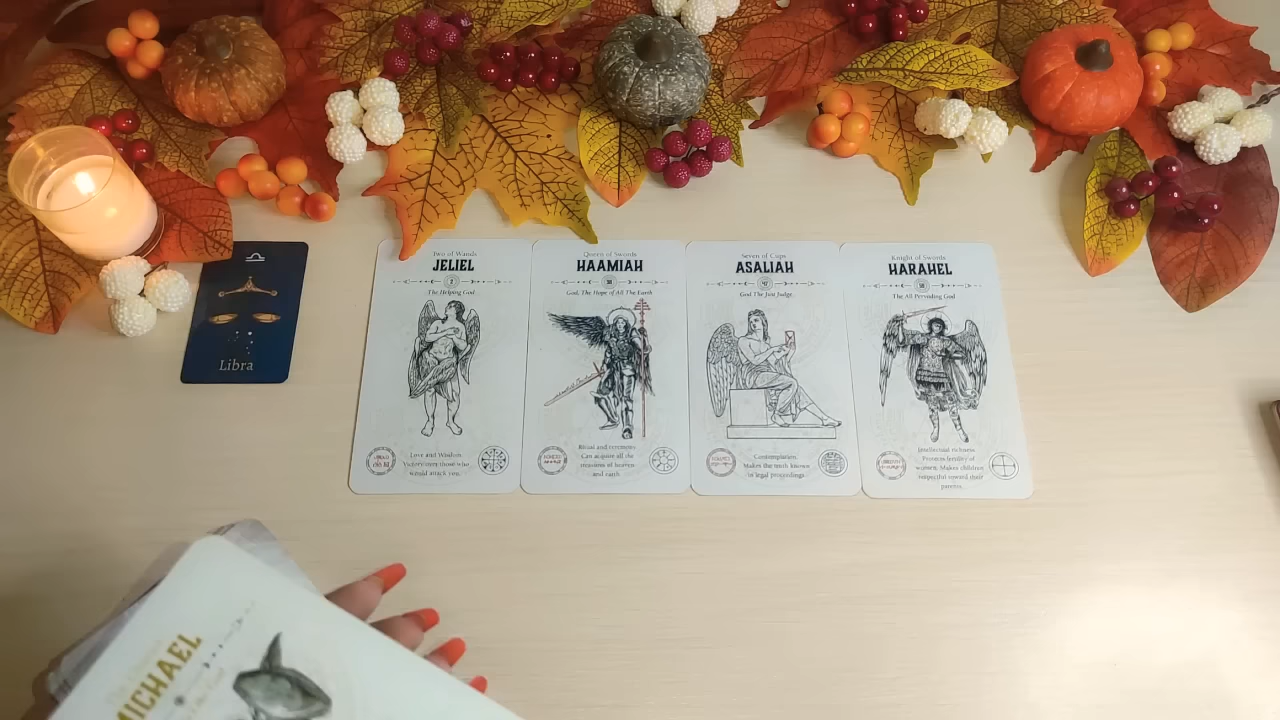 Libra
Two of Wands
JELIEL
2
The Helping God
Love and Wisdom.
Victory over those who
would attack you.
Queen of Swords
HAAMIAH
38
God, The Hope of All The Earth
Ritual and ceremony.
Can acquire all the
treasures of heaven
and earth.
Seven of Cups
ASALIAH
47
God The Just Judge
Contemplation.
Makes the truth known
in legal proceedings.
Knight of Swords
HARAHEL
59
The All Pervading God
Intellectual richness.
Protects fertility of
women. Makes children
respectful toward their
parents.
MICHAEL